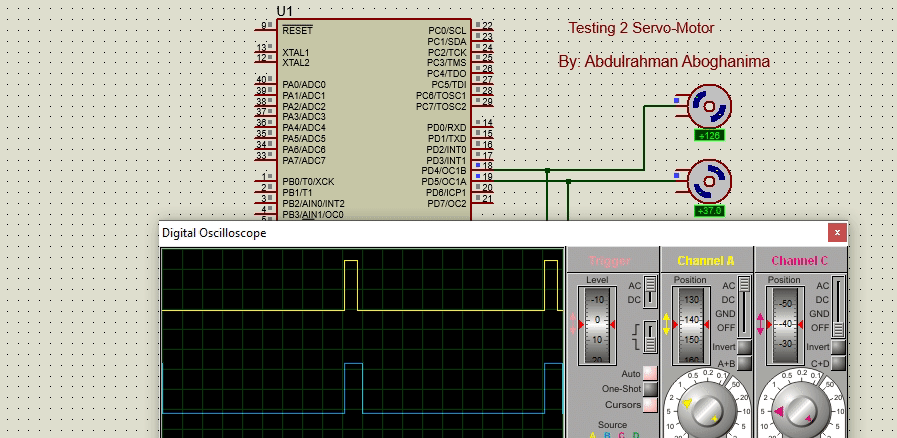 U1
9 RESET PC0/SCL 22
PC1/SDA 23
13 XTAL1 PC2/TCK 24
12 XTAL2 PC3/TMS 25
PC4/TDO 26
40 PA0/ADC0 PC5/TDI 27
39 PA1/ADC1 PC6/TOSC1 28
38 PA2/ADC2 PC7/TOSC2 29
37 PA3/ADC3
36 PA4/ADC4 PD0/RXD 14
35 PA5/ADC5 PD1/TXD 15
34 PA6/ADC6 PD2/INT0 16
33 PA7/ADC7 PD3/INT1 17
PD4/OC1B 18
1 PB0/T0/XCK PD5/OC1A 19
2 PB1/T1 PD6/ICP1 20
3 PB2/AIN0/INT2 PD7/OC2 21
4 PB3/AIN1/OC0
Testing 2 Servo-Motor
By: Abdulrahman Aboghanima
+126
+37.0
Digital Oscilloscope
x
Trigger
Level
-10
0
10
20
AC
DC
Auto
One-Shot
Cursors
Source
A B C D
Channel A
Position
130
140
150
160
AC
DC
GND
OFF
Invert
A+B
2 1 0.5 0.2 0.1 50 20
5
Channel C
Position
-50
-40
-30
AC
DC
GND
OFF
Invert
C+D
2 1 0.5 0.2 0.1 50 20
5